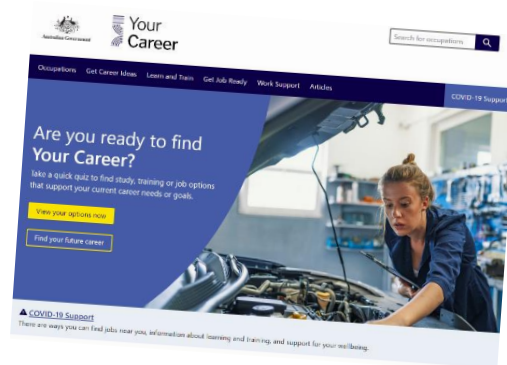 Australian Government
Your
Career
Search for occupations
Occupations
Get Career Ideas
Learn and Train
Get Job Ready
Work Support
Articles
COVID-19 Support
Are you ready to find
Your Career?
Take a quick quiz to find study, training or job options
that support your current career needs or goals.
View your options now
Find your future career
COVID-19 Support
There are ways you can find jobs near you, information about learning and training, and support for your wellbeing.